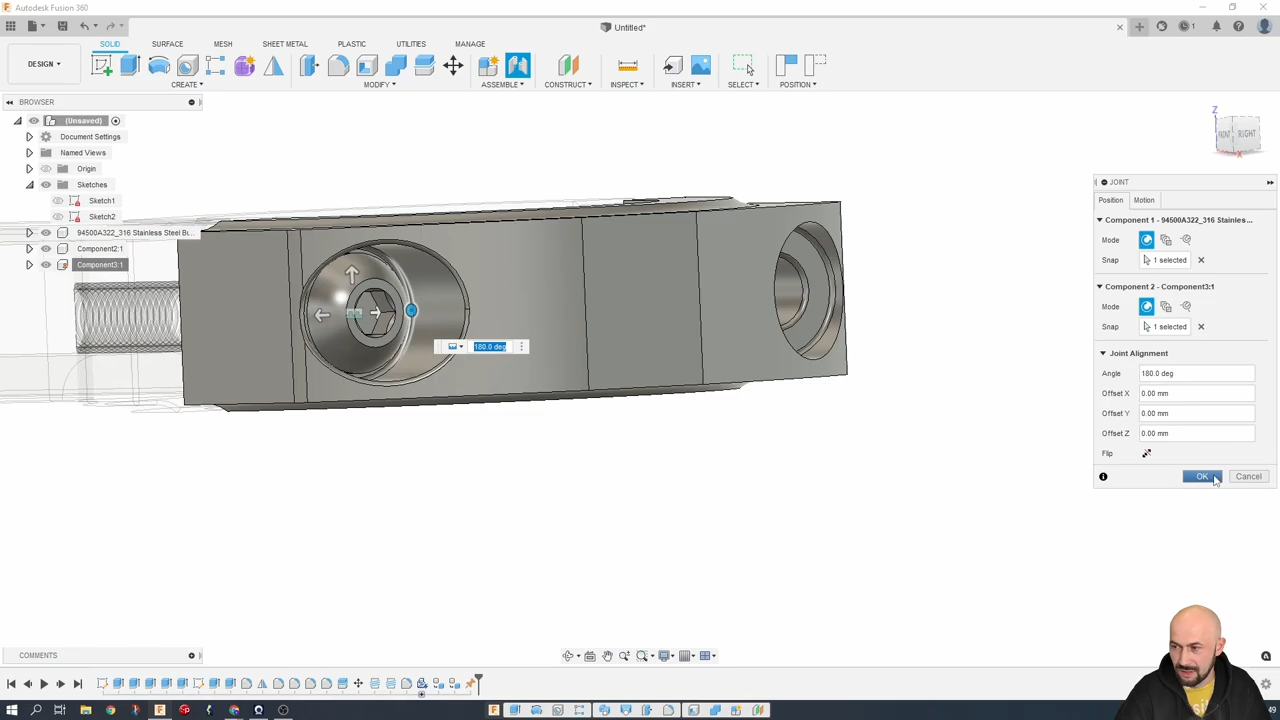 Autodesk Fusion 360
Untitled*
1
DESIGN
SOLID SURFACE MESH SHEET METAL PLASTIC UTILITIES MANAGE
CREATE MODIFY ASSEMBLE CONSTRUCT INSPECT INSERT SELECT POSITION
BROWSER
(Unsaved)
Document Settings
Named Views
Origin
Sketches
Sketch1
Sketch2
94500A322_316 Stainless Steel Bu...
Component2:1
Component3:1
180.0 deg
Z
FRONT RIGHT
X
JOINT
Position Motion
Component 1 - 94500A322_316 Stainless...
Mode
Snap 1 selected
Component 2 - Component3:1
Mode
Snap 1 selected
Joint Alignment
Angle 180.0 deg
Offset X 0.00 mm
Offset Y 0.00 mm
Offset Z 0.00 mm
Flip
OK Cancel
COMMENTS
49